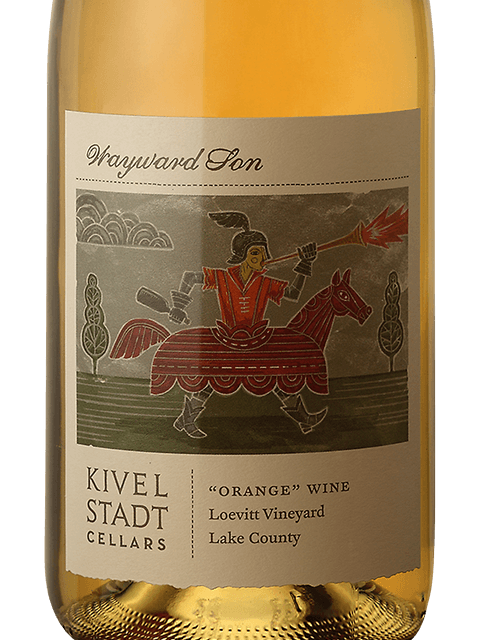 Wayward Son
KIVEL
STADT
CELLARS
"ORANGE" WINE
Loevitt Vineyard
Lake County